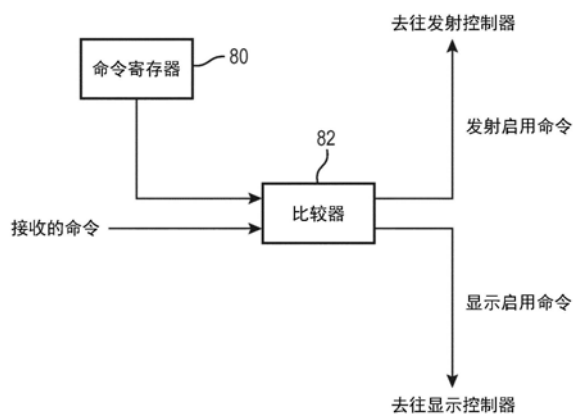 去往发射控制器
命令寄存器
80
发射启用命令
82
比较器
接收的命令
显示启用命令
去往显示控制器